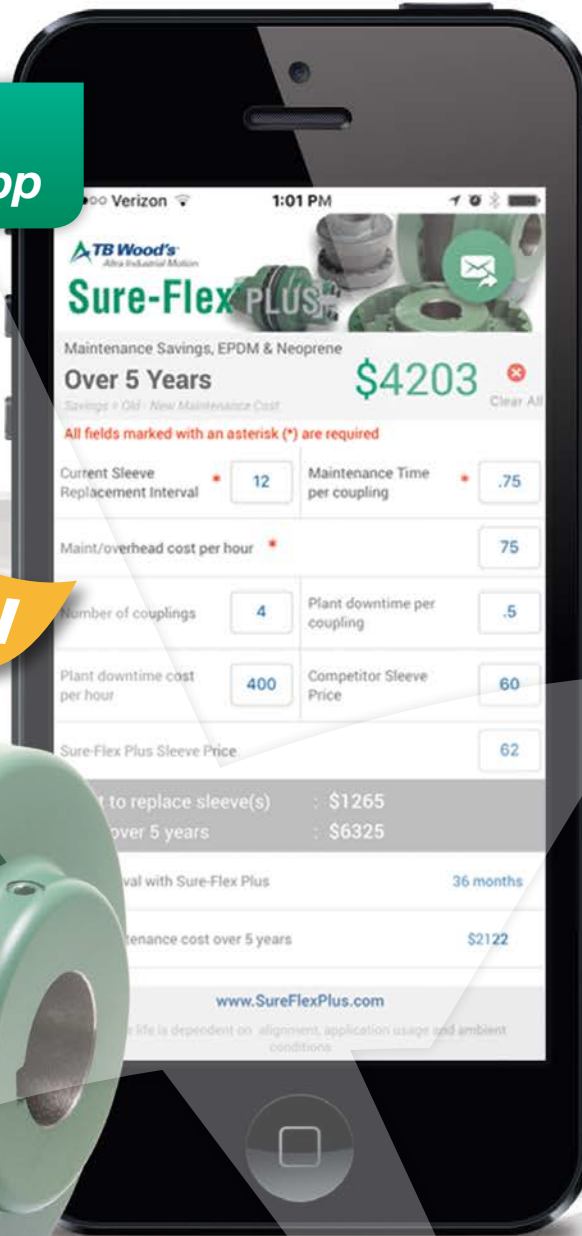 pp
Verizon 1:01 PM
TB Wood's
Altra Industrial Motion
Sure-Flex PLUS
Maintenance Savings, EPDM & Neoprene
Over 5 Years
$4203
Clear All
Savings = Old - New Maintenance Cost
All fields marked with an asterisk (*) are required
Current Sleeve Replacement Interval * 12
Maintenance Time per coupling * .75
Maint/overhead cost per hour * 75
Number of couplings 4
Plant downtime per coupling .5
Plant downtime cost per hour 400
Competitor Sleeve Price 60
Sure-Flex Plus Sleeve Price 62
to replace sleeve(s) : $1265
over 5 years : $6325
val with Sure-Flex Plus 36 months
tenance cost over 5 years $2122
www.SureFlexPlus.com
life is dependent on alignment, application usage and ambient
conditions